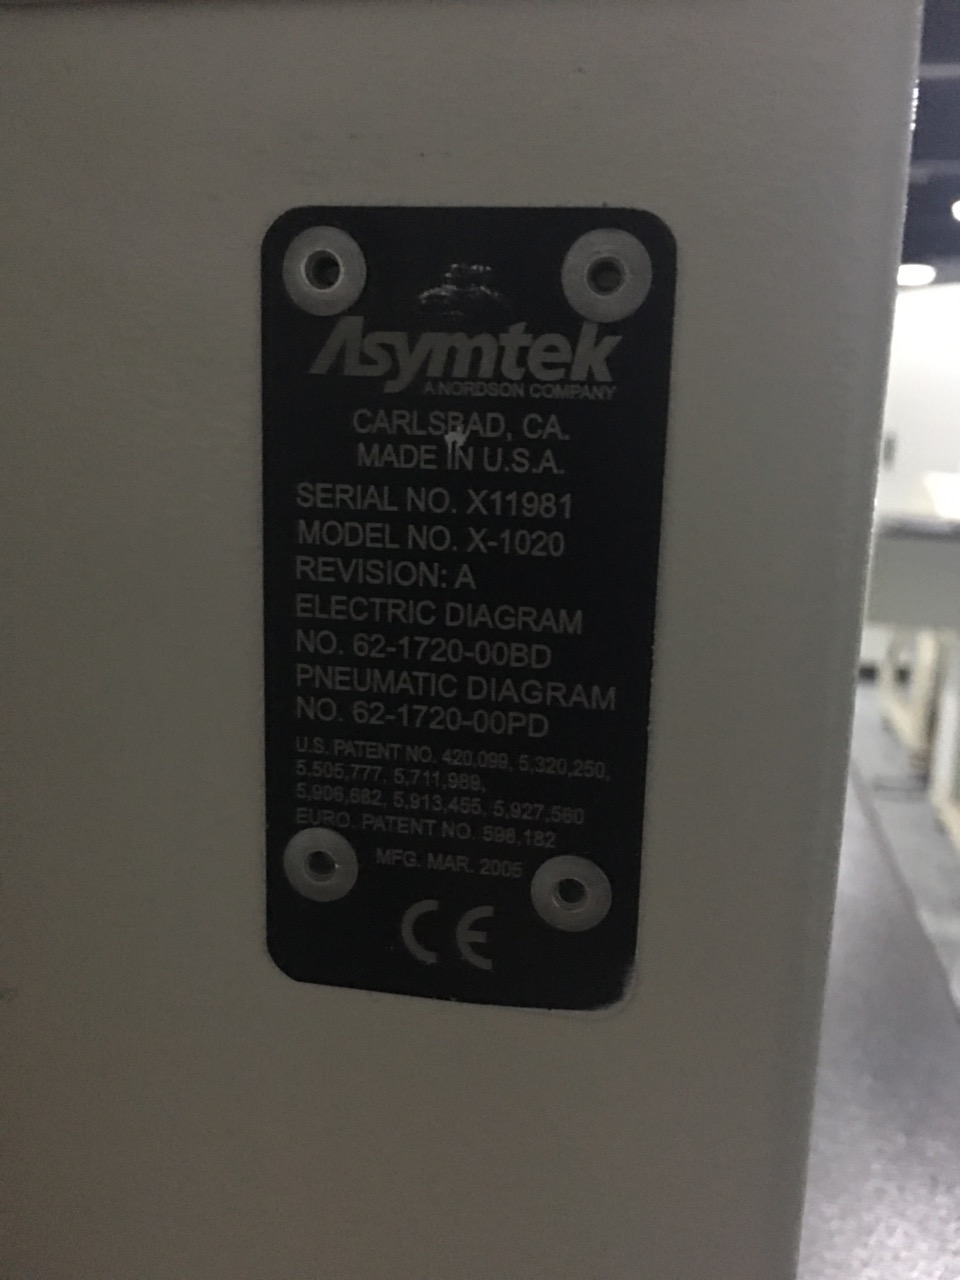 Asymtek
A NORDSON COMPANY
CARLSBAD, CA.
MADE IN U.S.A.
SERIAL NO. X11981
MODEL NO. X-1020
REVISION: A
ELECTRIC DIAGRAM
NO. 62-1720-00BD
PNEUMATIC DIAGRAM
NO. 62-1720-00PD
U.S. PATENT NO. 420,099, 5,320,250,
5,505,777, 5,711,989,
5,906,682, 5,913,455, 5,927,560
EURO. PATENT NO. 598,182
MFG. MAR. 2005
CE